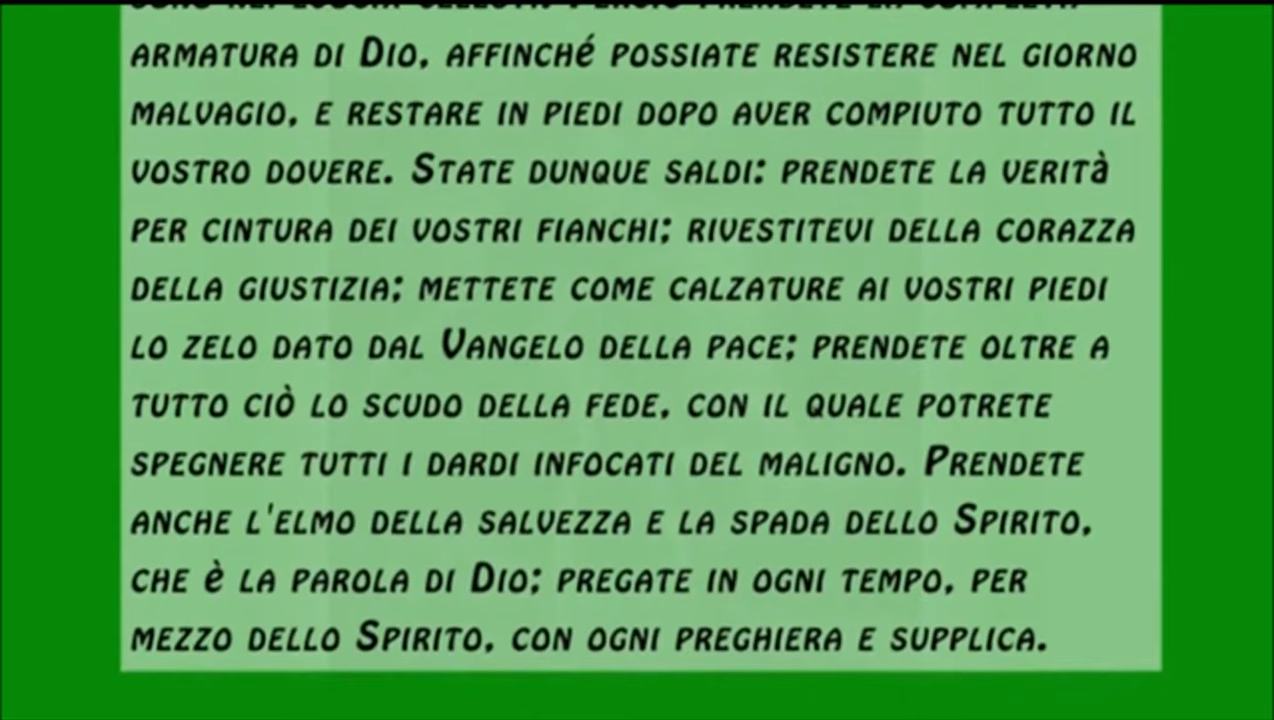 armatura di Dio, affinché possiate resistere nel giorno
malvagio, e restare in piedi dopo aver compiuto tutto il
vostro dovere. State dunque saldi: prendete la verità
per cintura dei vostri fianchi; rivestitevi della corazza
della giustizia; mettete come calzature ai vostri piedi
lo zelo dato dal Vangelo della pace; prendete oltre a
tutto ciò lo scudo della fede, con il quale potrete
spegnere tutti i dardi infocati del maligno. Prendete
anche l'elmo della salvezza e la spada dello Spirito,
che è la parola di Dio; pregate in ogni tempo, per
mezzo dello Spirito, con ogni preghiera e supplica.